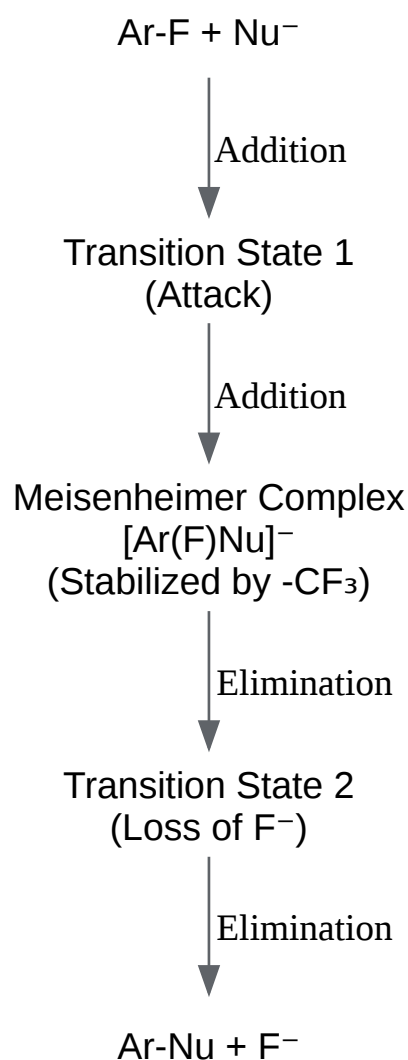 Ar-F + Nu⁻
Addition
Transition State 1
(Attack)
Addition
Meisenheimer Complex
[Ar(F)Nu]⁻
(Stabilized by -CF₃)
Elimination
Transition State 2
(Loss of F⁻)
Elimination
Ar-Nu + F⁻